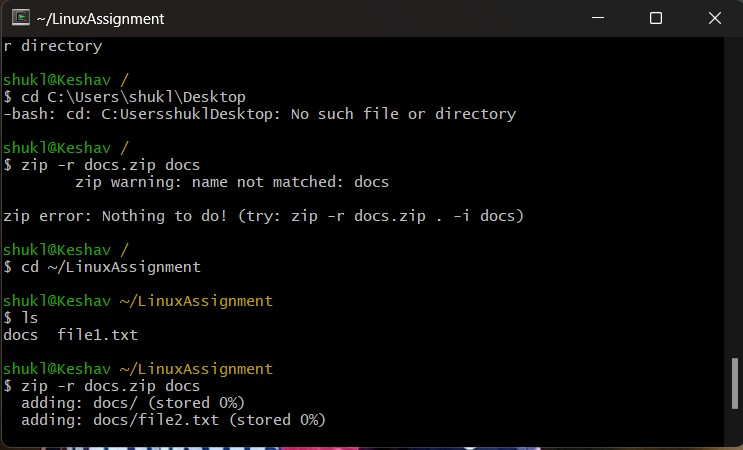 ~/LinuxAssignment
r directory
shukl@Keshav /
$ cd C:\Users\shukl\Desktop
-bash: cd: C:UsersshuklDesktop: No such file or directory
shukl@Keshav /
$ zip -r docs.zip docs
zip warning: name not matched: docs
zip error: Nothing to do! (try: zip -r docs.zip . -i docs)
shukl@Keshav /
$ cd ~/LinuxAssignment
shukl@Keshav ~/LinuxAssignment
$ ls
docs  file1.txt
shukl@Keshav ~/LinuxAssignment
$ zip -r docs.zip docs
adding: docs/ (stored 0%)
adding: docs/file2.txt (stored 0%)